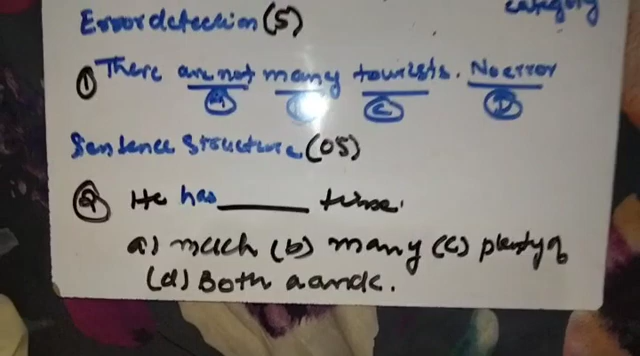 category
Error detection (5)
① There are not many tourists. No error
A B C D
Sentence Structure (05)
Q He has ______ time.
a) much (b) many (c) plenty of
(d) Both a and c.